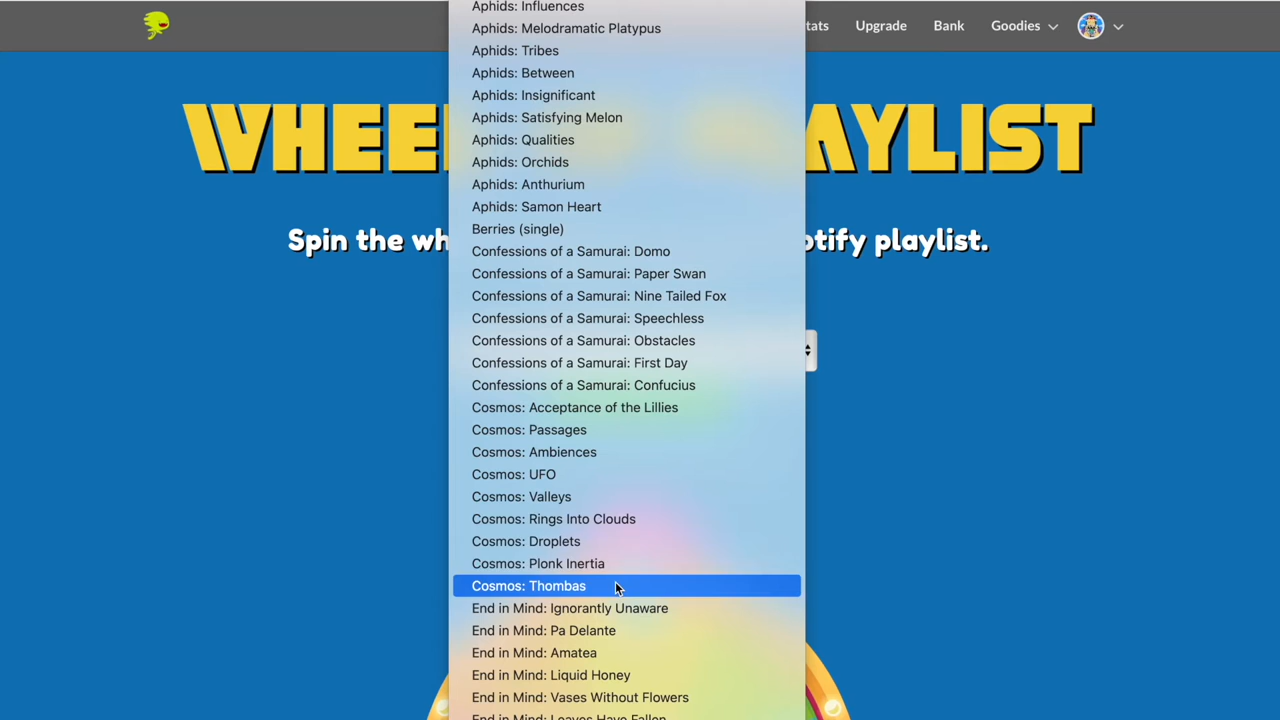 Aphids: Influences
tats
Upgrade
Bank
Goodies
Aphids: Melodramatic Platypus
Aphids: Tribes
Aphids: Between
Aphids: Insignificant
Aphids: Satisfying Melon
WHEE AYLIST
Aphids: Qualities
Aphids: Orchids
Aphids: Anthurium
Aphids: Samon Heart
Berries (single)
Spin the wh otify playlist.
Confessions of a Samurai: Domo
Confessions of a Samurai: Paper Swan
Confessions of a Samurai: Nine Tailed Fox
Confessions of a Samurai: Speechless
Confessions of a Samurai: Obstacles
Confessions of a Samurai: First Day
Confessions of a Samurai: Confucius
Cosmos: Acceptance of the Lillies
Cosmos: Passages
Cosmos: Ambiences
Cosmos: UFO
Cosmos: Valleys
Cosmos: Rings Into Clouds
Cosmos: Droplets
Cosmos: Plonk Inertia
Cosmos: Thombas
End in Mind: Ignorantly Unaware
End in Mind: Pa Delante
End in Mind: Amatea
End in Mind: Liquid Honey
End in Mind: Vases Without Flowers
End in Mind: Leaves Have Fallen